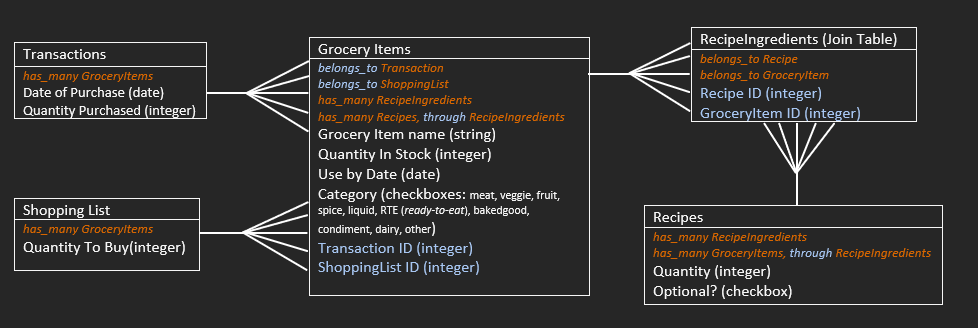 Transactions
has_many GroceryItems
Date of Purchase (date)
Quantity Purchased (integer)
Shopping List
has_many GroceryItems
Quantity To Buy(integer)
Grocery Items
belongs_to Transaction
belongs_to ShoppingList
has_many RecipeIngredients
has_many Recipes, through RecipeIngredients
Grocery Item name (string)
Quantity In Stock (integer)
Use by Date (date)
Category (checkboxes: meat, veggie, fruit,
spice, liquid, RTE (ready-to-eat), bakedgood,
condiment, dairy, other)
Transaction ID (integer)
ShoppingList ID (integer)
RecipeIngredients (Join Table)
belongs_to Recipe
belongs_to GroceryItem
Recipe ID (integer)
GroceryItem ID (integer)
Recipes
has_many RecipeIngredients
has_many GroceryItems, through RecipeIngredients
Quantity (integer)
Optional? (checkbox)